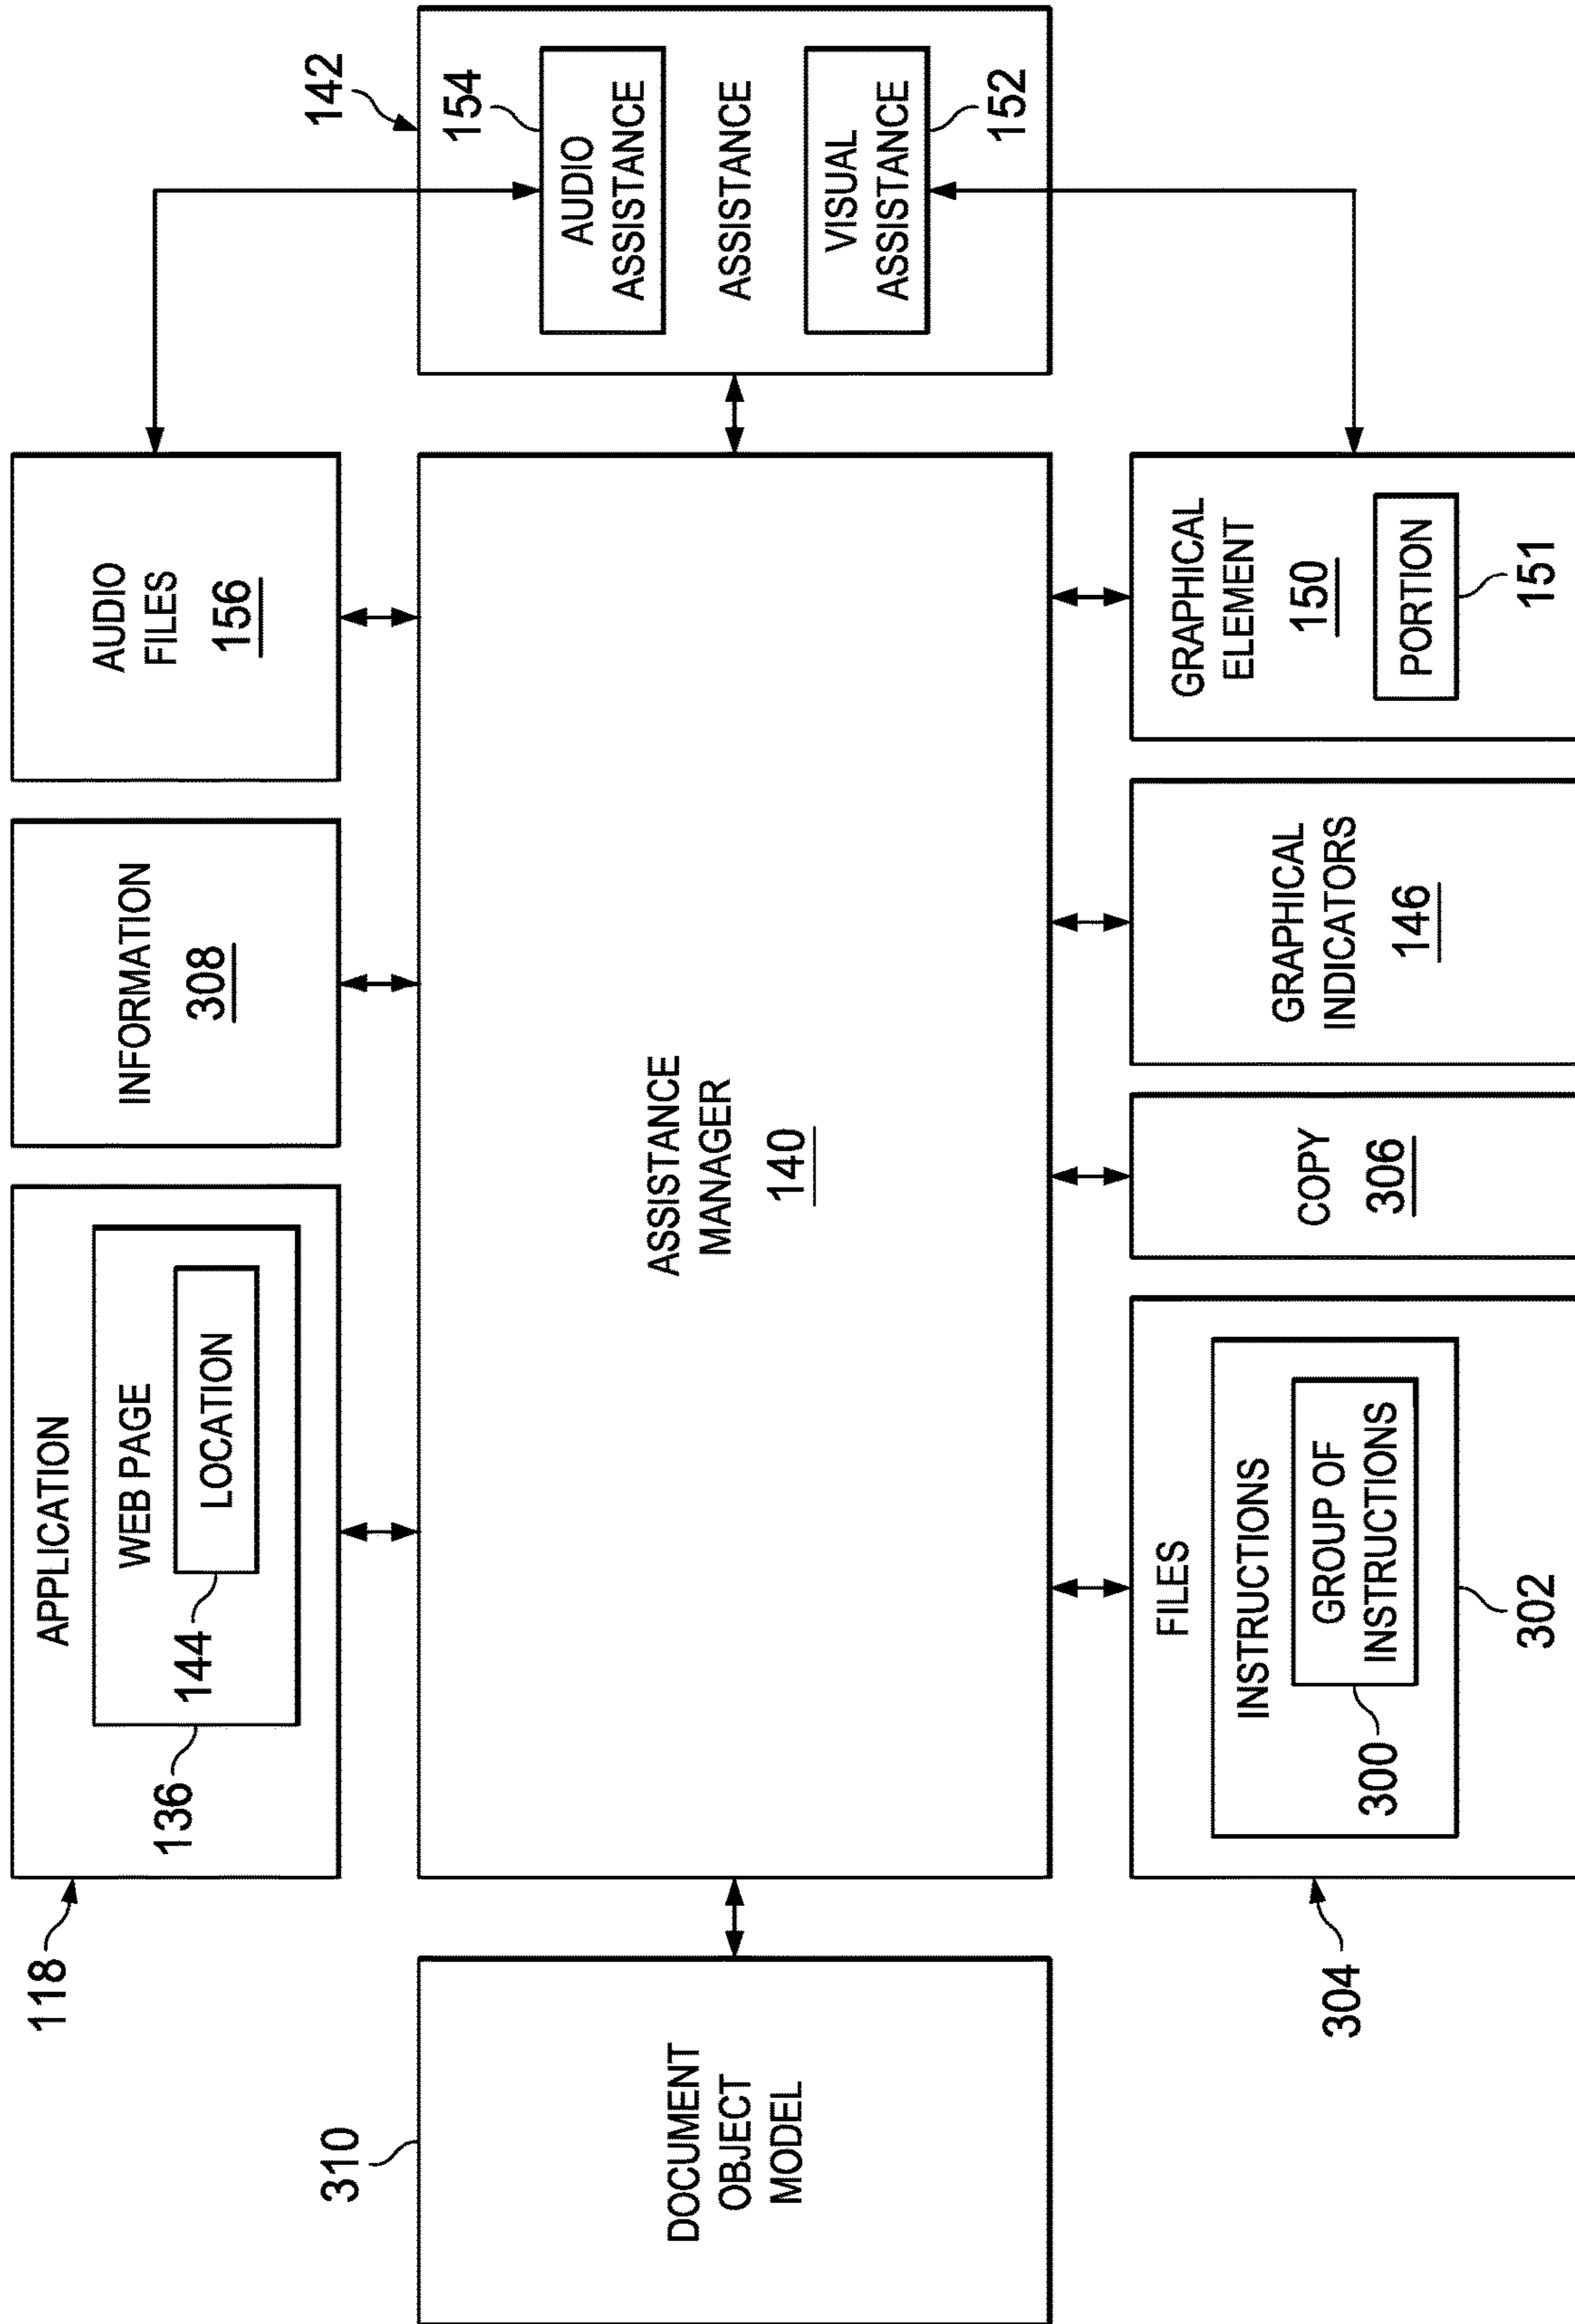 118
APPLICATION
WEB PAGE
LOCATION
144
136
INFORMATION
308
AUDIO
FILES
156
310
DOCUMENT
OBJECT
MODEL
ASSISTANCE
MANAGER
140
142
AUDIO
ASSISTANCE
154
ASSISTANCE
VISUAL
ASSISTANCE
152
304
FILES
INSTRUCTIONS
GROUP OF
INSTRUCTIONS
300
302
COPY
306
GRAPHICAL
INDICATORS
146
GRAPHICAL
ELEMENT
150
PORTION
151